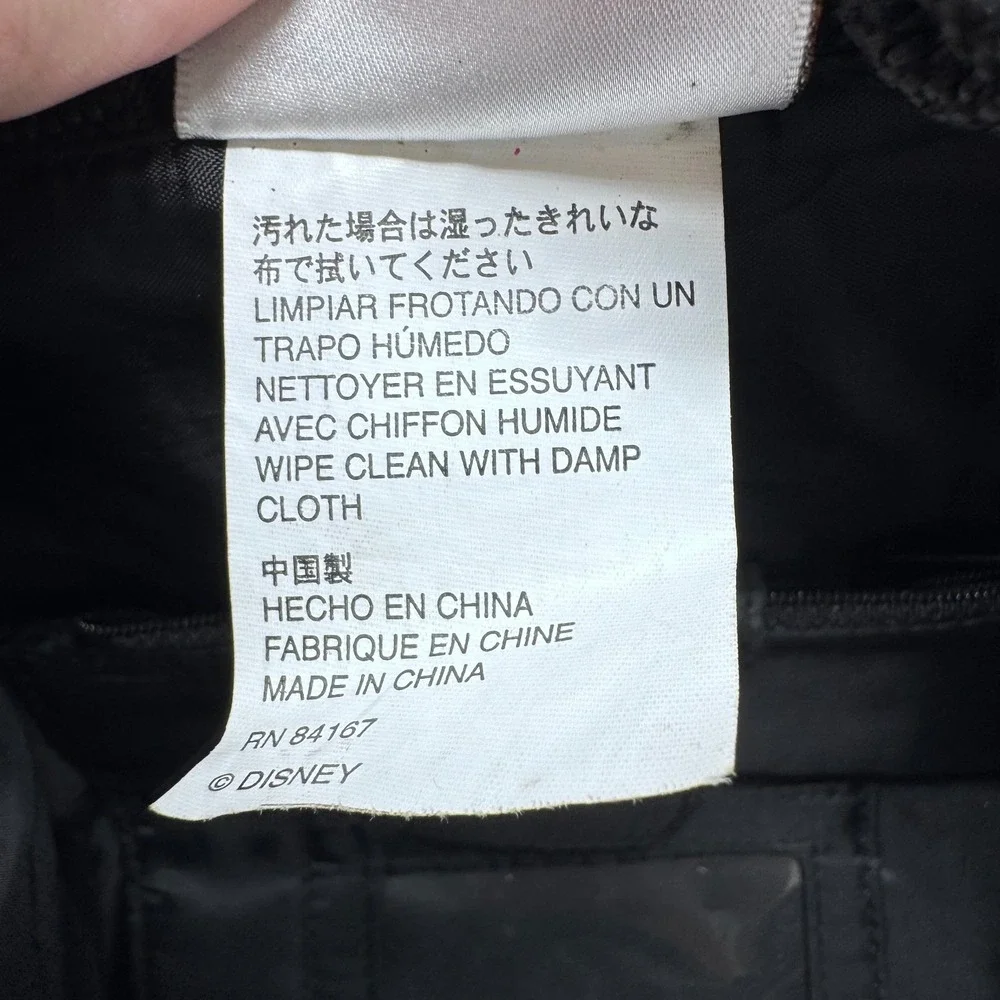 汚れた場合は湿ったきれいな
布で拭いてください
LIMPIAR FROTANDO CON UN
TRAPO HÚMEDO
NETTOYER EN ESSUYANT
AVEC CHIFFON HUMIDE
WIPE CLEAN WITH DAMP
CLOTH
中国製
HECHO EN CHINA
FABRIQUE EN CHINE
MADE IN CHINA
RN 84167
© DISNEY